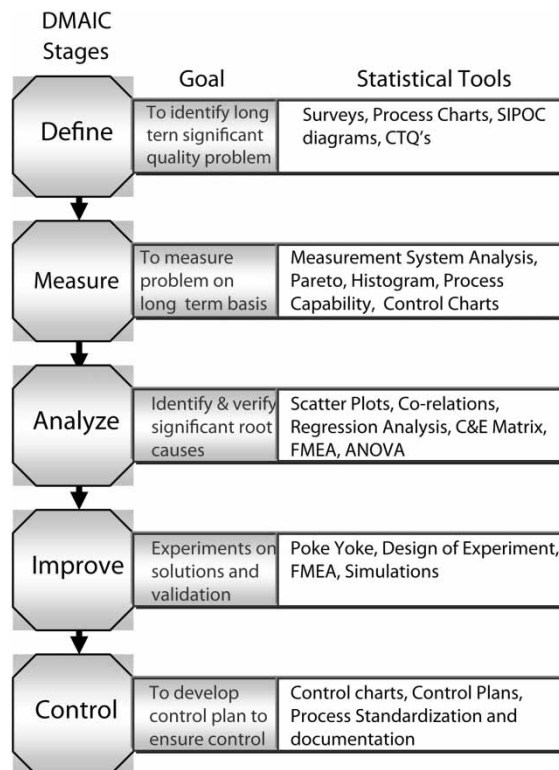 DMAIC
Stages
Goal
Statistical Tools
Define
To identify long
tern significant
quality problem
Surveys, Process Charts, SIPOC
diagrams, CTQ's
Measure
To measure
problem on
long term basis
Measurement System Analysis,
Pareto, Histogram, Process
Capability, Control Charts
Analyze
Identify & verify
significant root
causes
Scatter Plots, Co-relations,
Regression Analysis, C&E Matrix,
FMEA, ANOVA
Improve
Experiments on
solutions and
validation
Poke Yoke, Design of Experiment,
FMEA, Simulations
Control
To develop
control plan to
ensure control
Control charts, Control Plans,
Process Standardization and
documentation